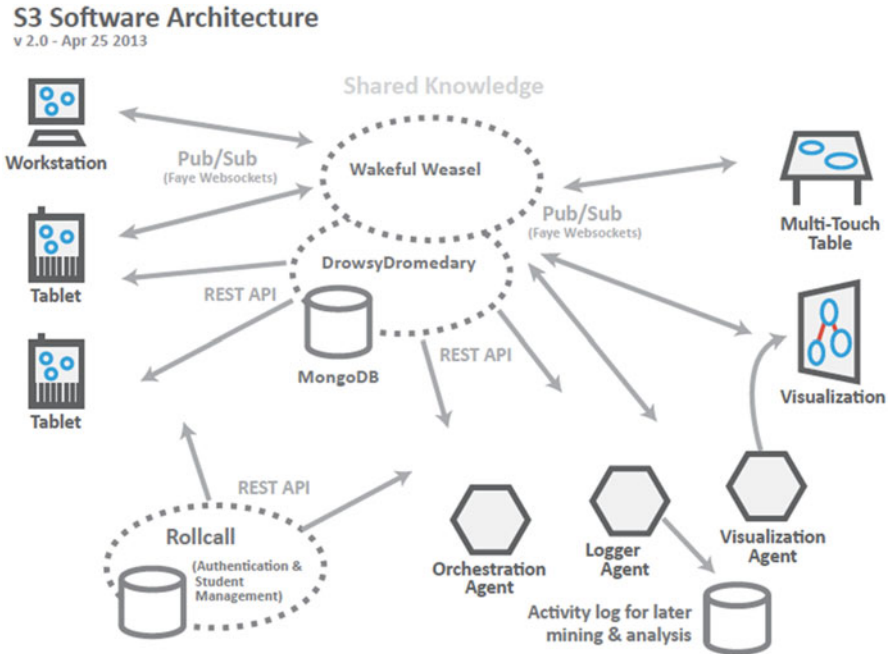 S3 Software Architecture
v 2.0 - Apr 25 2013
Shared Knowledge
Workstation
Pub/Sub
(Faye Websockets)
Wakeful Weasel
Pub/Sub
(Faye Websockets)
Multi-Touch
Table
Tablet
REST API
DrowsyDromedary
MongoDB
REST API
Tablet
Visualization
REST API
Rollcall
(Authentication &
Student
Management)
Orchestration
Agent
Logger
Agent
Visualization
Agent
Activity log for later
mining & analysis